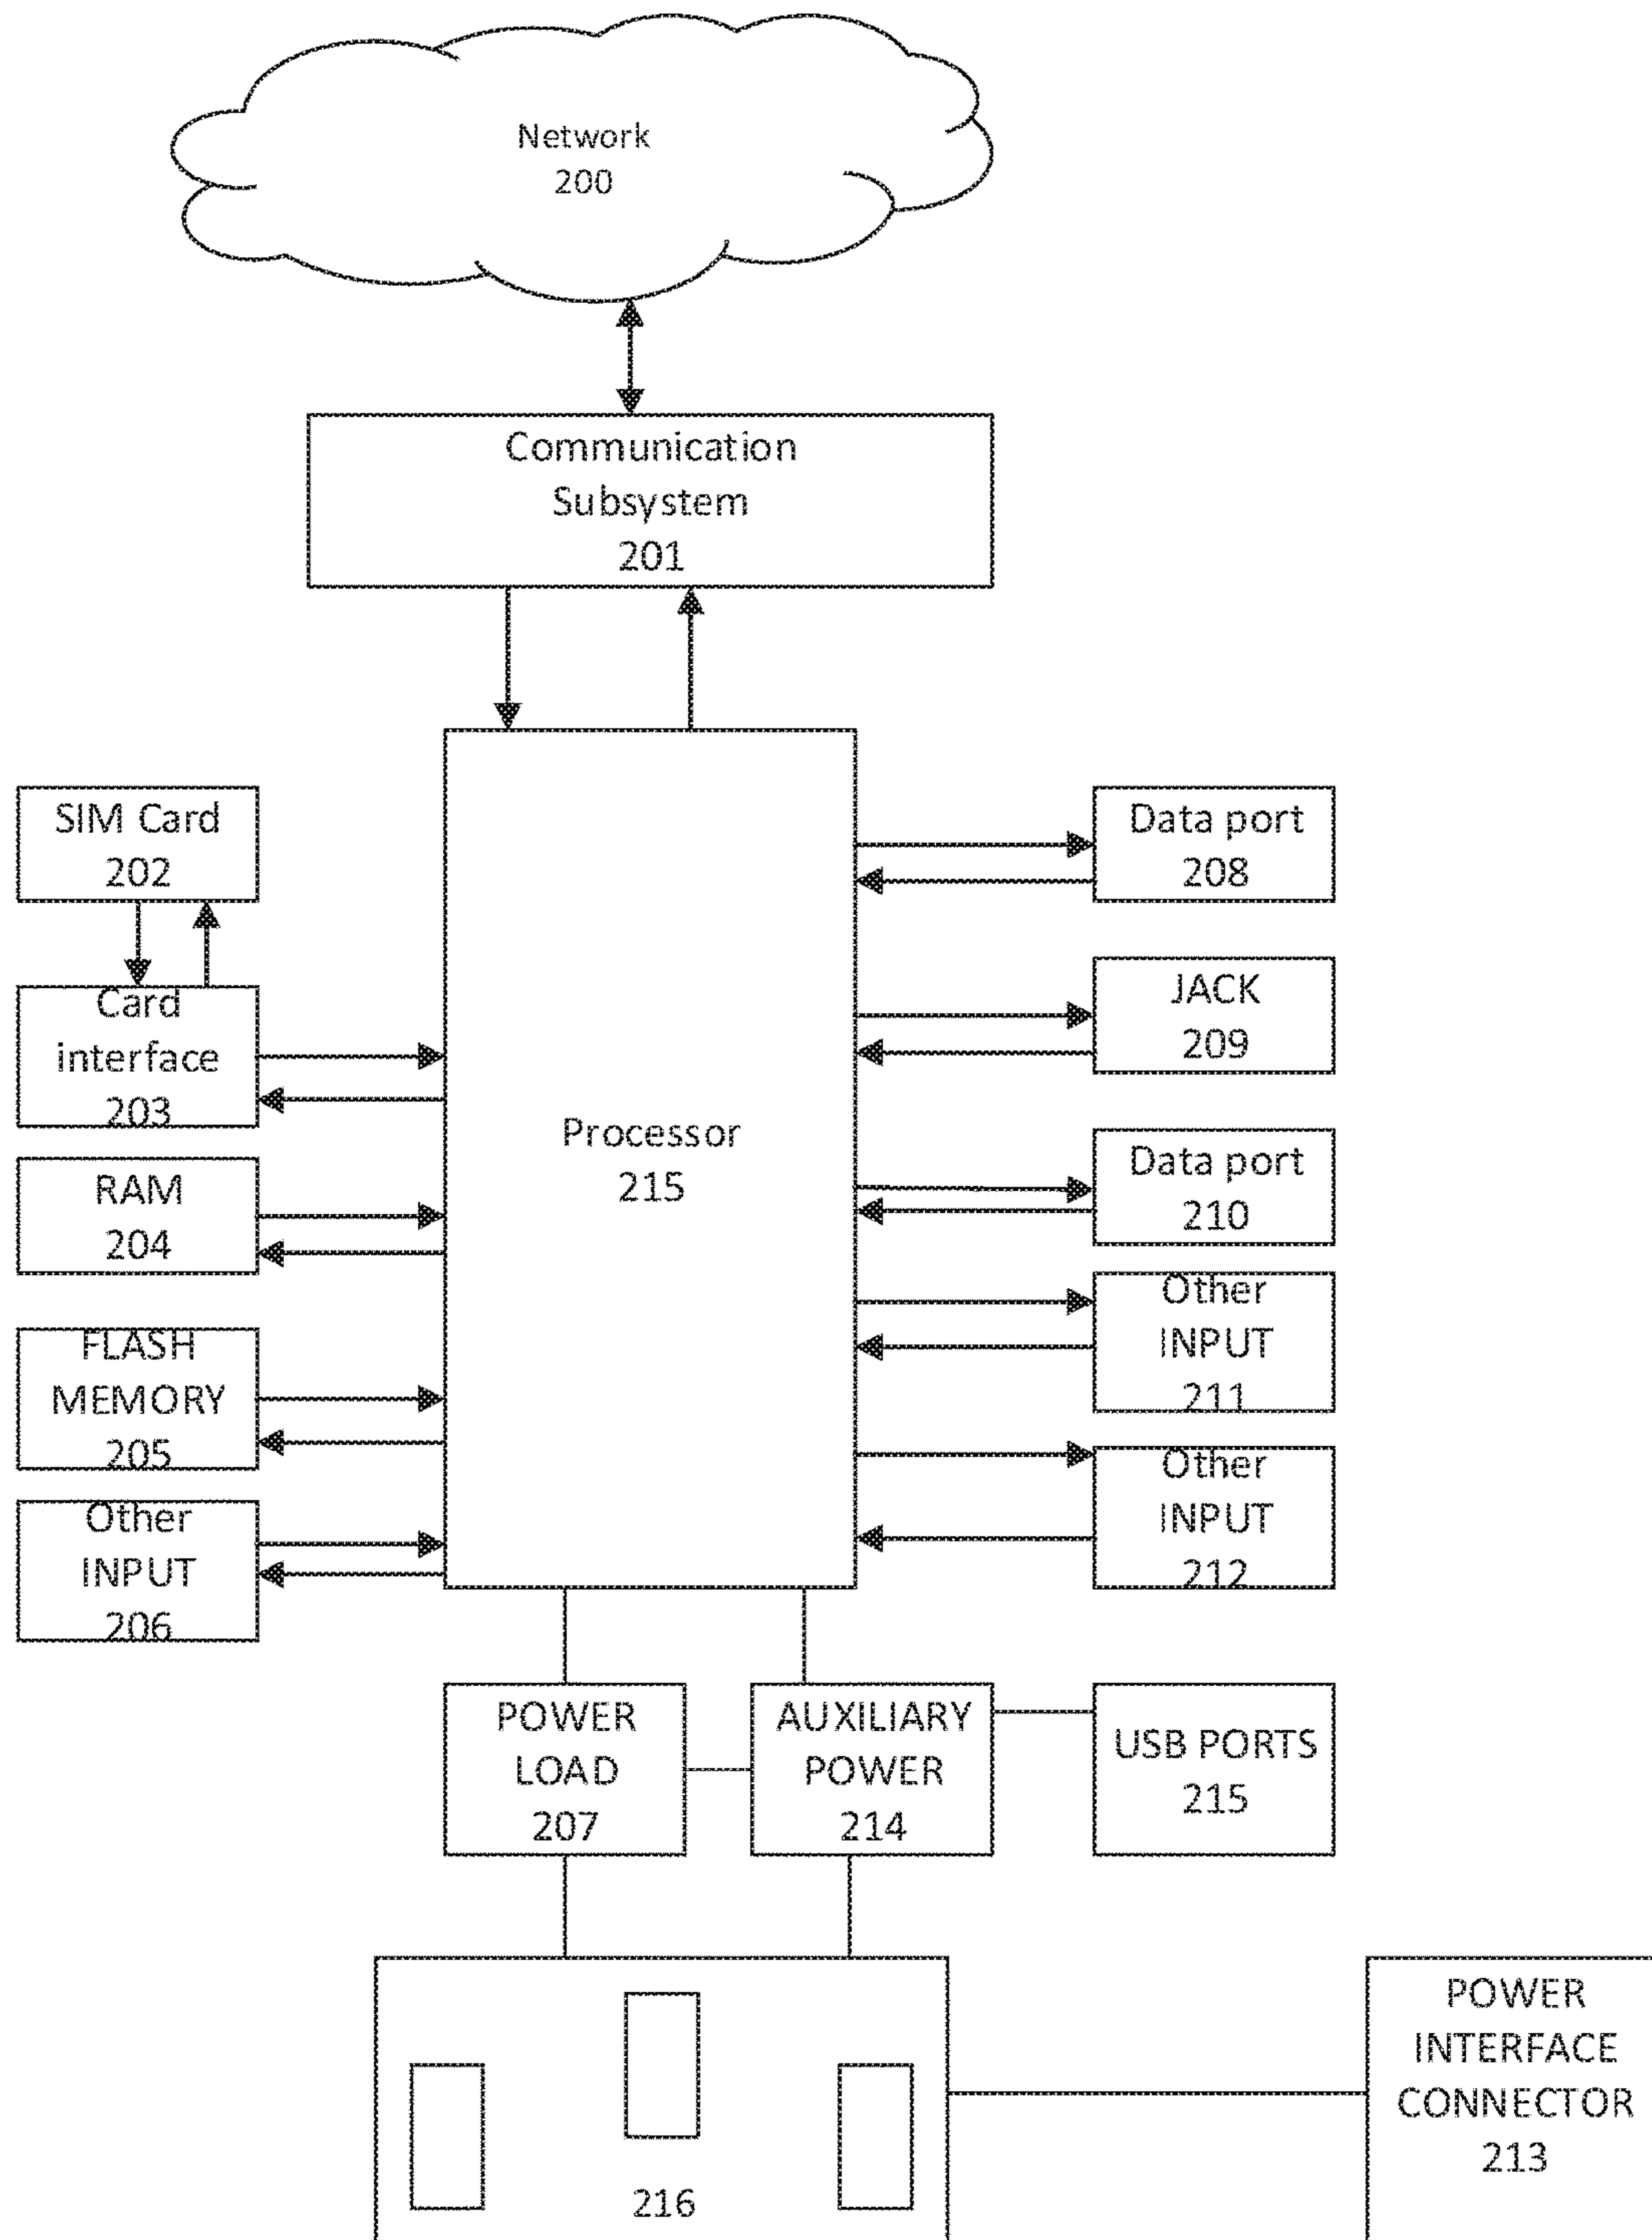 Network
200
Communication
Subsystem
201
SIM Card
202
Card
interface
203
RAM
204
FLASH
MEMORY
205
Other
INPUT
206
Processor
215
Data port
208
JACK
209
Data port
210
Other
INPUT
211
Other
INPUT
212
POWER
LOAD
207
AUXILIARY
POWER
214
USB PORTS
215
216
POWER
INTERFACE
CONNECTOR
213